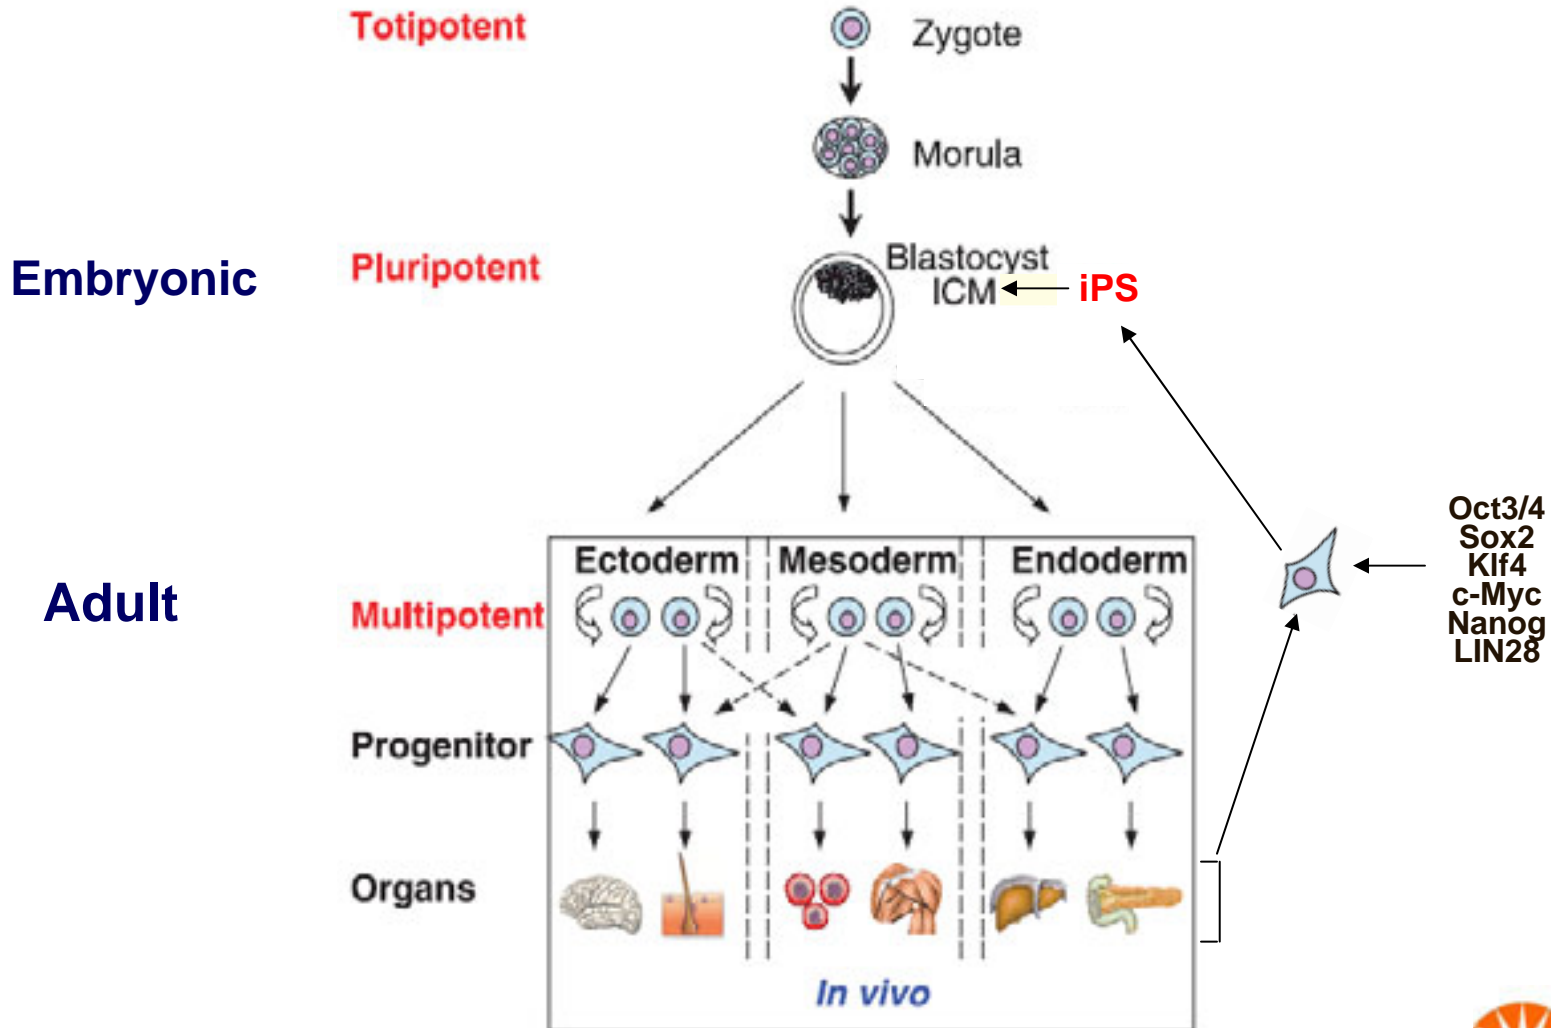 Totipotent
Zygote
Morula
Embryonic
Pluripotent
Blastocyst
ICM
iPS
Oct3/4
Sox2
Klf4
c-Myc
Nanog
LIN28
Adult
Ectoderm
Mesoderm
Endoderm
Multipotent
Progenitor
Organs
In vivo